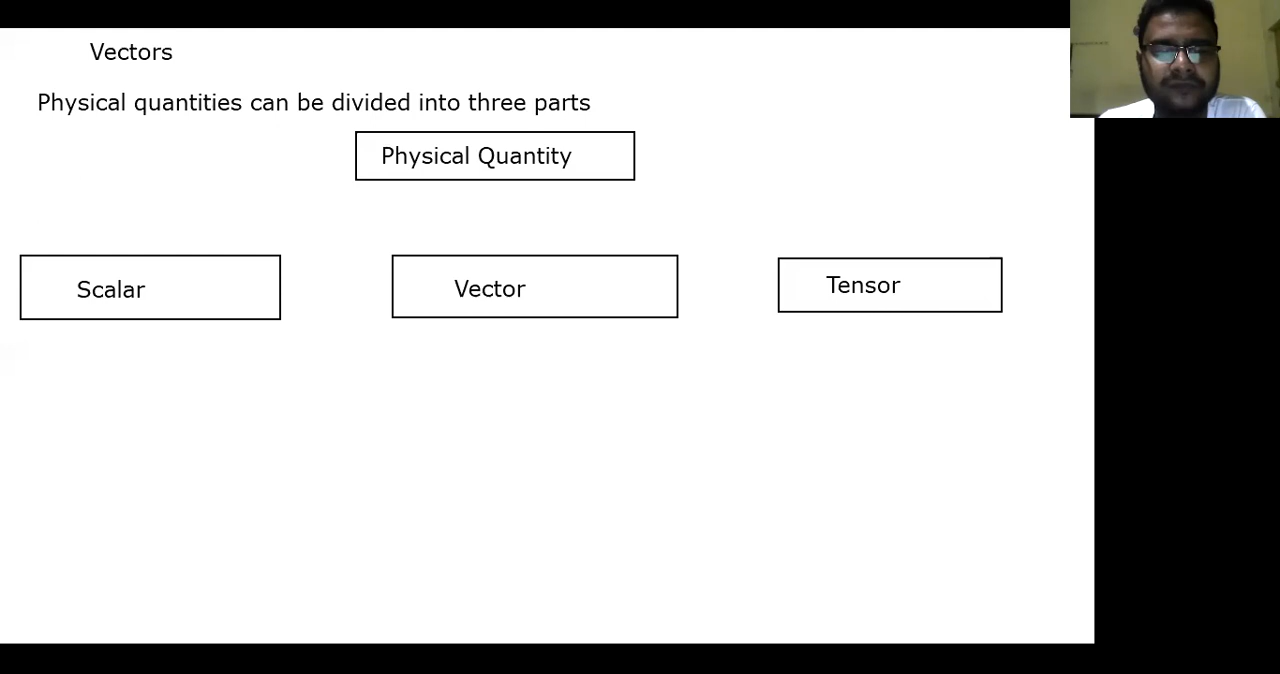 Vectors
Physical quantities can be divided into three parts
Physical Quantity
Scalar
Vector
Tensor